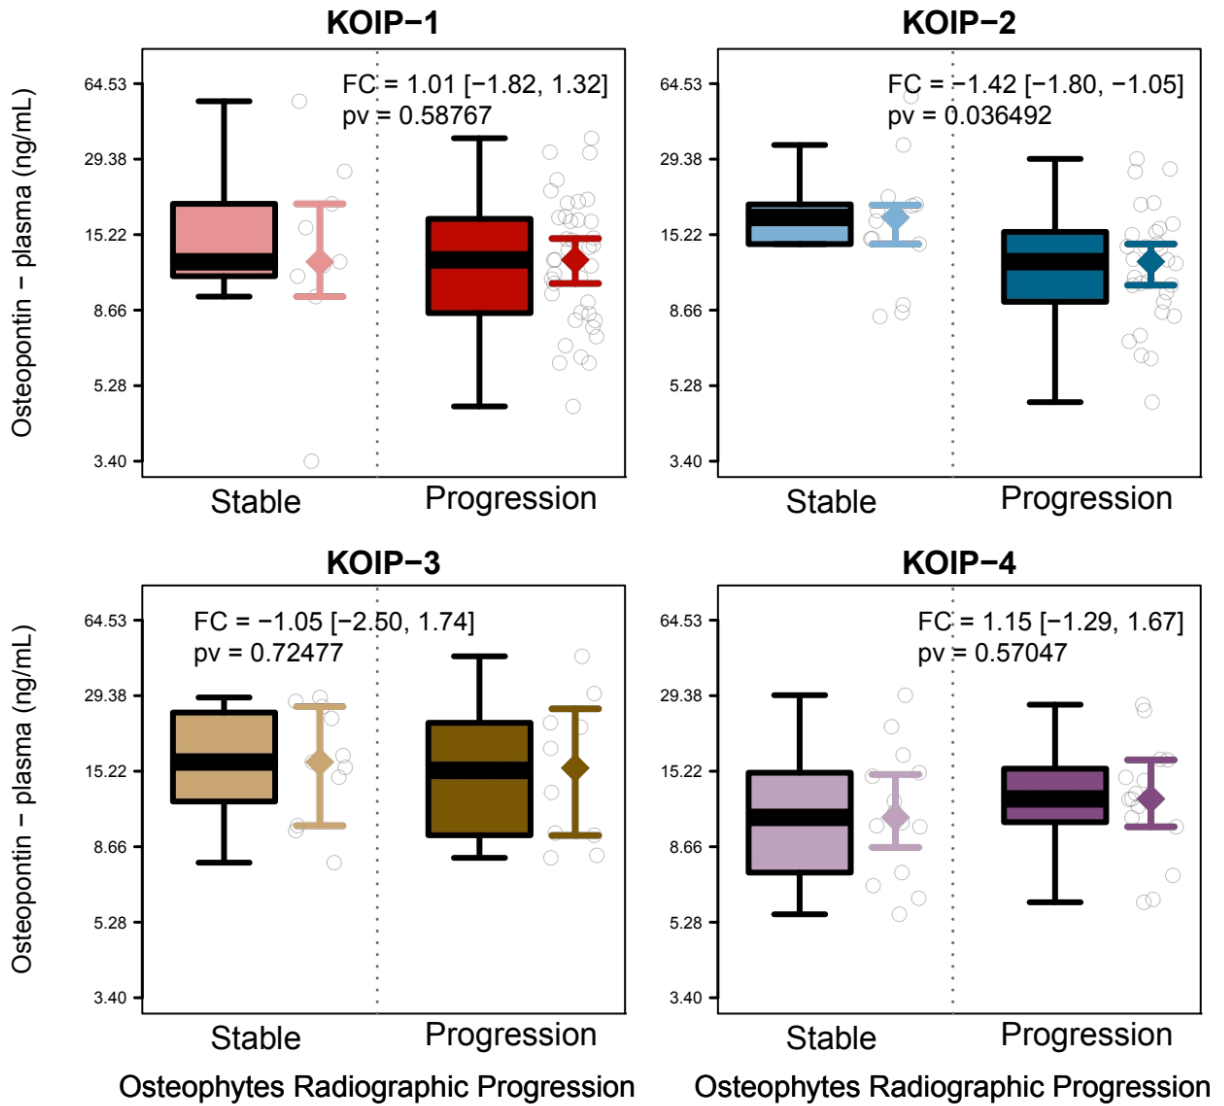 KOIP−1
KOIP−2
Osteopontin − plasma (ng/mL)
64.53
29.38
15.22
8.66
5.28
3.40
FC = 1.01 [−1.82, 1.32]
pv = 0.58767
Stable
Progression
64.53
29.38
15.22
8.66
5.28
3.40
FC = −1.42 [−1.80, −1.05]
pv = 0.036492
Stable
Progression
KOIP−3
KOIP−4
Osteopontin − plasma (ng/mL)
64.53
29.38
15.22
8.66
5.28
3.40
FC = −1.05 [−2.50, 1.74]
pv = 0.72477
Stable
Progression
Osteophytes Radiographic Progression
64.53
29.38
15.22
8.66
5.28
3.40
FC = 1.15 [−1.29, 1.67]
pv = 0.57047
Stable
Progression
Osteophytes Radiographic Progression